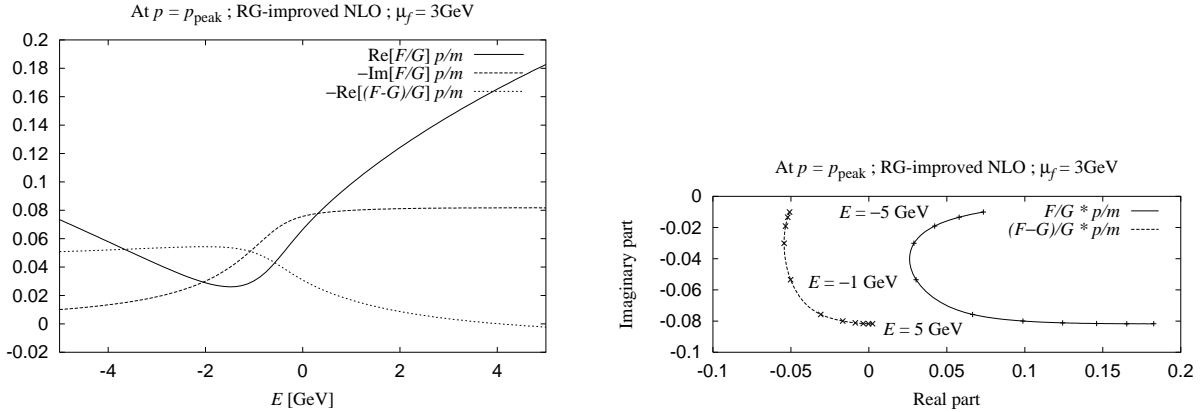 At p = p_peak ; RG-improved NLO ; μ_f = 3GeV
Re[F/G] p/m
−Im[F/G] p/m
−Re[(F-G)/G] p/m
0.2
0.18
0.16
0.14
0.12
0.1
0.08
0.06
0.04
0.02
0
-0.02
-4
-2
0
2
4
E [GeV]
At p = p_peak ; RG-improved NLO ; μ_f = 3GeV
E = −5 GeV
F/G * p/m
(F−G)/G * p/m
E = −1 GeV
E = 5 GeV
Imaginary part
0
-0.02
-0.04
-0.06
-0.08
-0.1
-0.1
-0.05
0
0.05
0.1
0.15
0.2
Real part